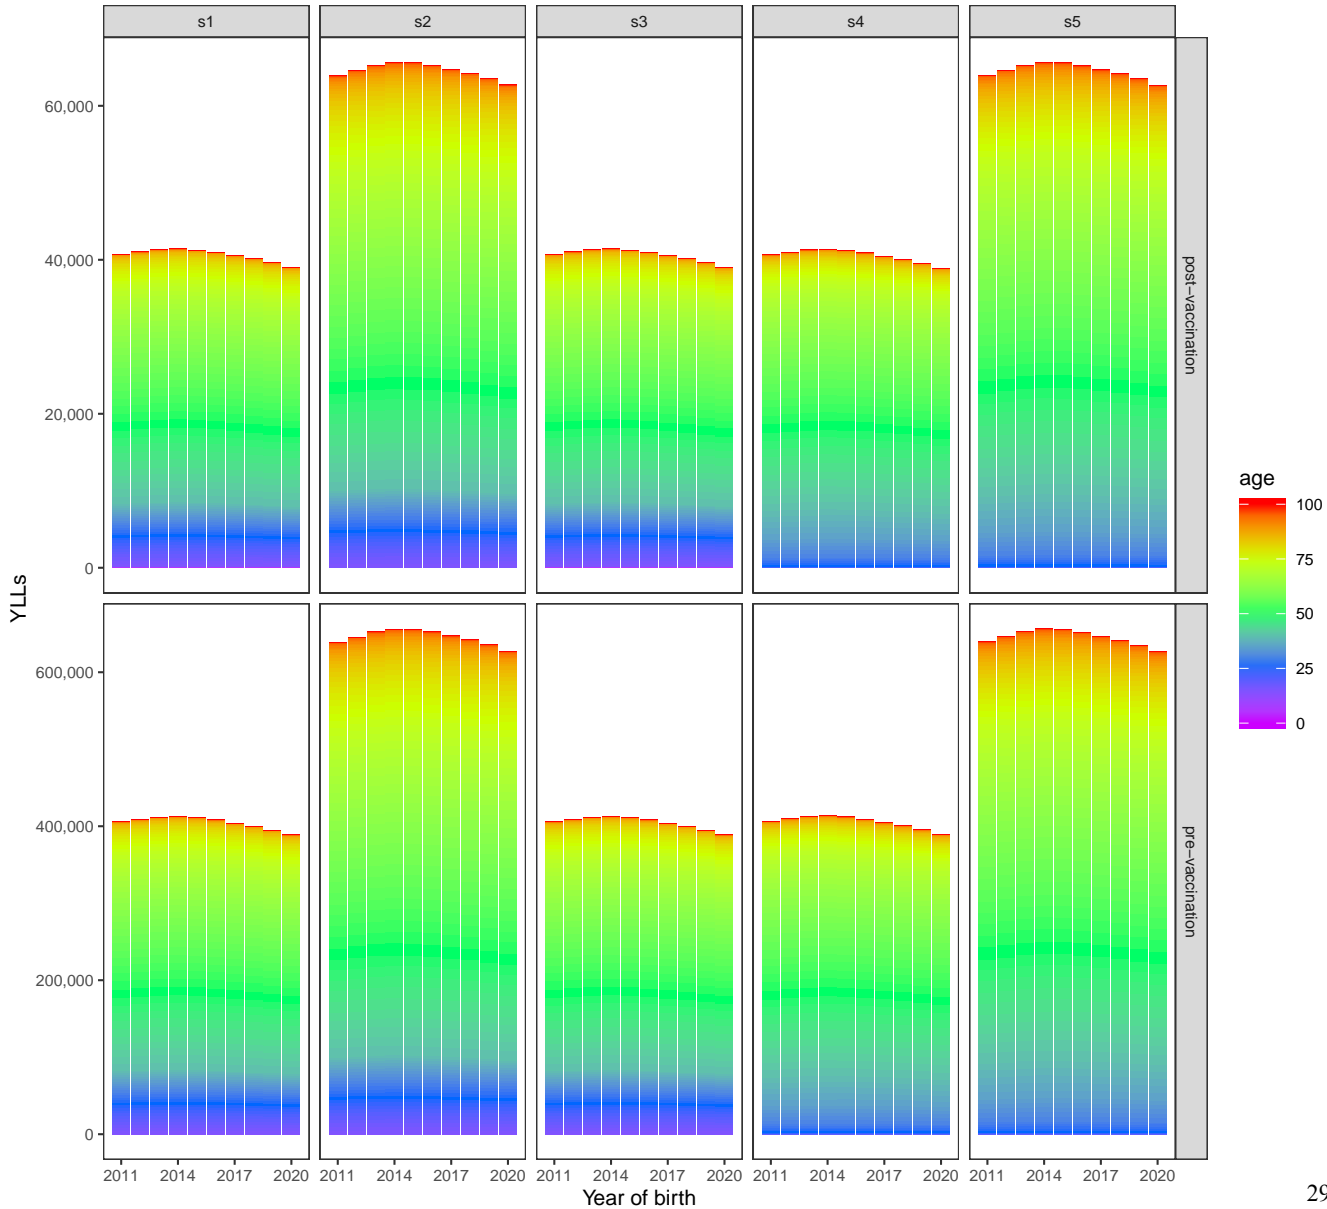 s1 s2 s3 s4 s5
60,000
40,000
20,000
0
post−vaccination
YLLs
600,000
400,000
200,000
0
pre−vaccination
2011 2014 2017 2020 2011 2014 2017 2020 2011 2014 2017 2020 2011 2014 2017 2020 2011 2014 2017 2020
Year of birth
age
100
75
50
25
0
29